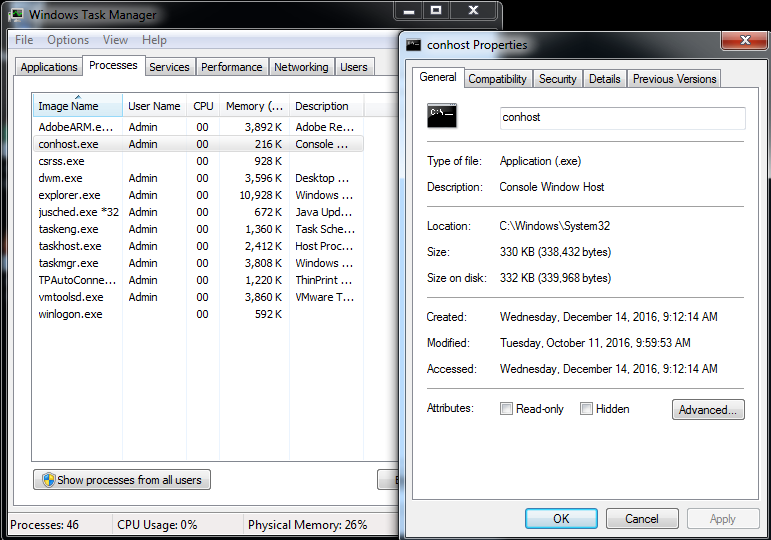 Windows Task Manager
File Options View Help
Applications Processes Services Performance Networking Users
Image Name User Name CPU Memory (... Description
AdobeARM.e... Admin 00 3,892 K Adobe Re...
conhost.exe Admin 00 216 K Console ...
csrss.exe 00 928 K
dwm.exe Admin 00 3,596 K Desktop ...
explorer.exe Admin 00 10,928 K Windows ...
jusched.exe *32 Admin 00 672 K Java Upd...
taskeng.exe Admin 00 1,360 K Task Sche...
taskhost.exe Admin 00 2,412 K Host Proc...
taskmgr.exe Admin 00 3,808 K Windows ...
TPAutoConne... Admin 00 1,220 K ThinPrint ...
vmtoolsd.exe Admin 00 3,860 K VMware T...
winlogon.exe 00 592 K
Show processes from all users
Processes: 46 CPU Usage: 0% Physical Memory: 26%
conhost Properties
General Compatibility Security Details Previous Versions
C:\
conhost
Type of file: Application (.exe)
Description: Console Window Host
Location: C:\Windows\System32
Size: 330 KB (338,432 bytes)
Size on disk: 332 KB (339,968 bytes)
Created: Wednesday, December 14, 2016, 9:12:14 AM
Modified: Tuesday, October 11, 2016, 9:59:53 AM
Accessed: Wednesday, December 14, 2016, 9:12:14 AM
Attributes: Read-only Hidden Advanced...
OK Cancel Apply